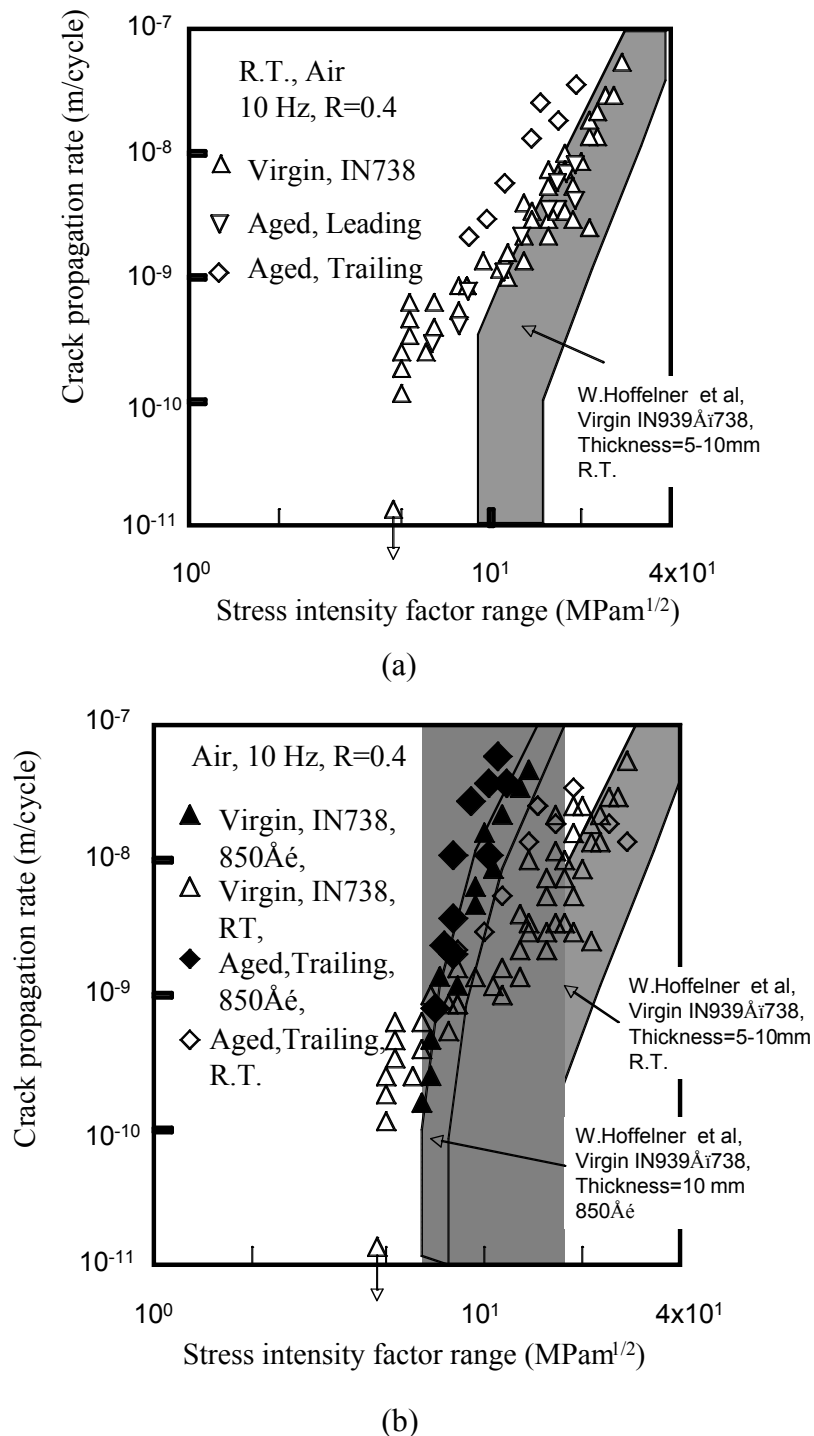 10⁻⁷
10⁻⁸
10⁻⁹
10⁻¹⁰
10⁻¹¹
Crack propagation rate (m/cycle)
R.T., Air
10 Hz, R=0.4
Virgin, IN738
Aged, Leading
Aged, Trailing
W.Hoffelner et al,
Virgin IN939Åï738,
Thickness=5-10mm
R.T.
10⁰
10¹
4x10¹
Stress intensity factor range (MPam¹/²)
(a)
10⁻⁷
10⁻⁸
10⁻⁹
10⁻¹⁰
10⁻¹¹
Crack propagation rate (m/cycle)
Air, 10 Hz, R=0.4
Virgin, IN738,
850Åé,
Virgin, IN738,
RT,
Aged,Trailing,
850Åé,
Aged,Trailing,
R.T.
W.Hoffelner et al,
Virgin IN939Åï738,
Thickness=5-10mm
R.T.
W.Hoffelner et al,
Virgin IN939Åï738,
Thickness=10 mm
850Åé
10⁰
10¹
4x10¹
Stress intensity factor range (MPam¹/²)
(b)